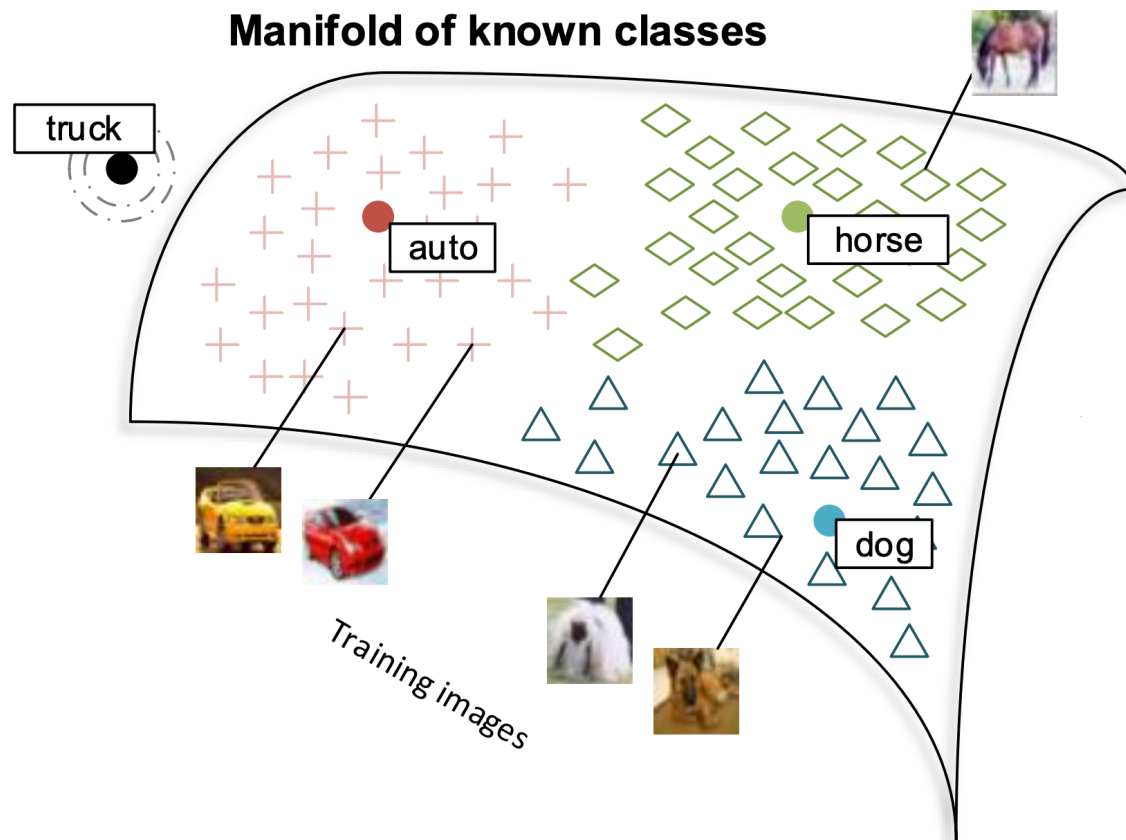 Manifold of known classes
truck
auto
horse
dog
Training images